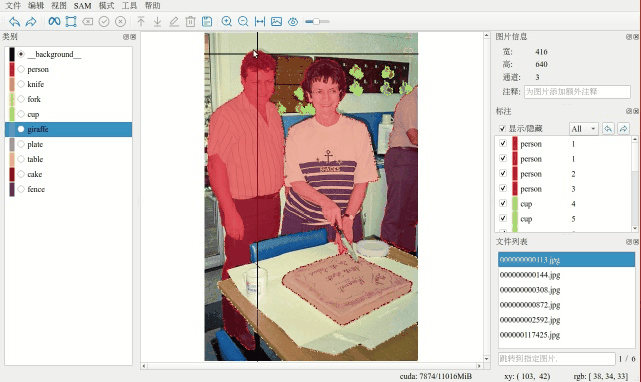 文件 编辑 视图 SAM 模式 工具 帮助
类别
__background__
person
knife
fork
cup
giraffe
plate
table
cake
fence
图片信息
宽: 416
高: 640
通道: 3
注释: 为图片添加额外注释
标注
显示/隐藏 All
person 1
person 1
person 2
person 3
cup 4
cup 5
文件列表
000000000113.jpg
000000000144.jpg
000000000308.jpg
000000000872.jpg
000000002592.jpg
000000117425.jpg
跳转到指定图片. 1 / 6
cuda: 7874/11016MiB xy: ( 103, 42) rgb: [ 38, 34, 33]